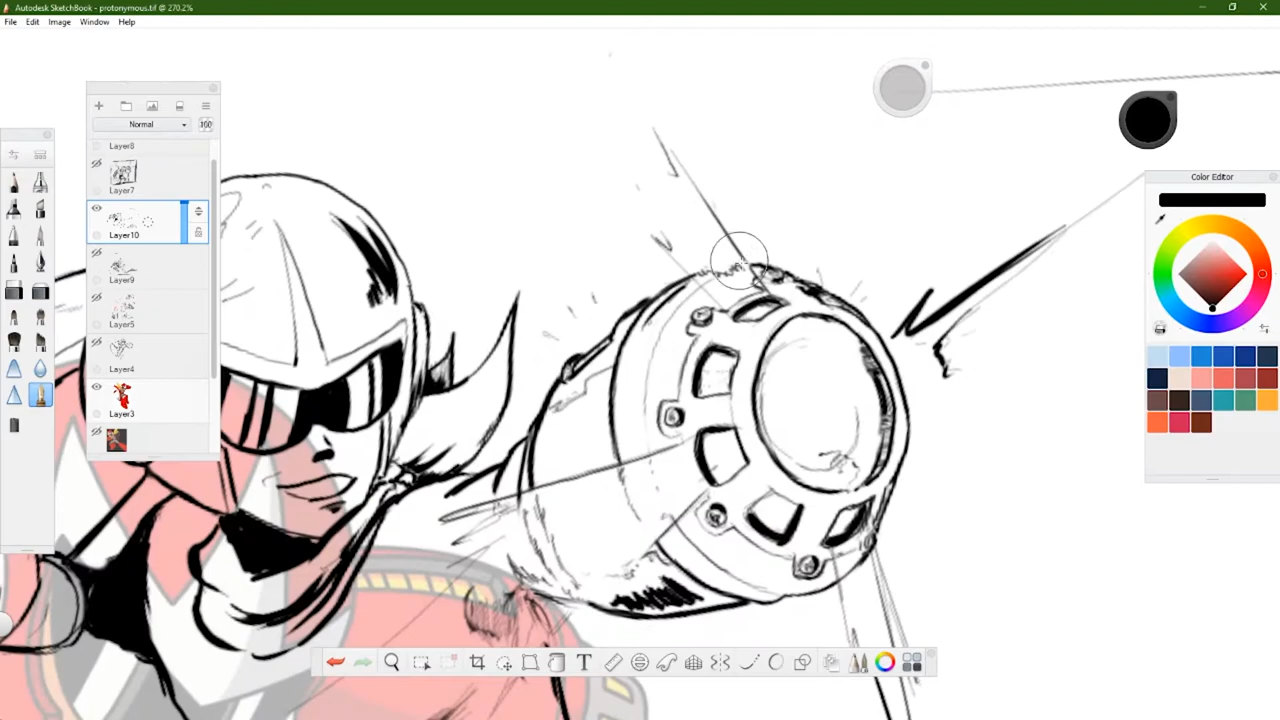 Autodesk SketchBook - protonymous.tif @ 270.2%
File Edit Image Window Help
Normal 100
Layer8
Layer7
Layer10
Layer9
Layer5
Layer4
Layer3
Color Editor
T